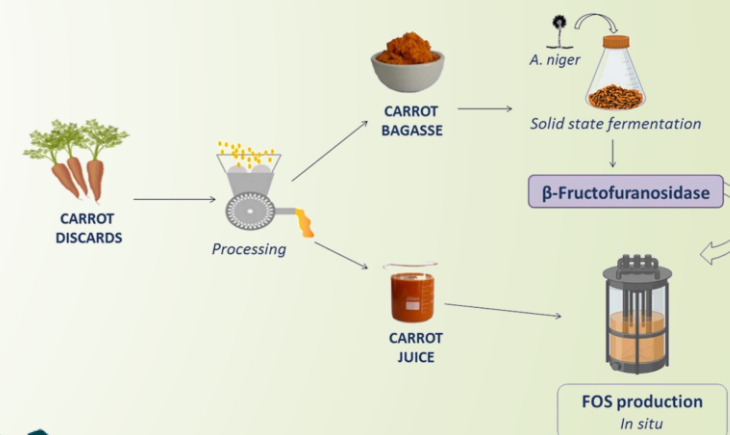 A. niger
CARROT
BAGASSE
Solid state fermentation
β-Fructofuranosidase
CARROT
DISCARDS
Processing
CARROT
JUICE
FOS production
In situ